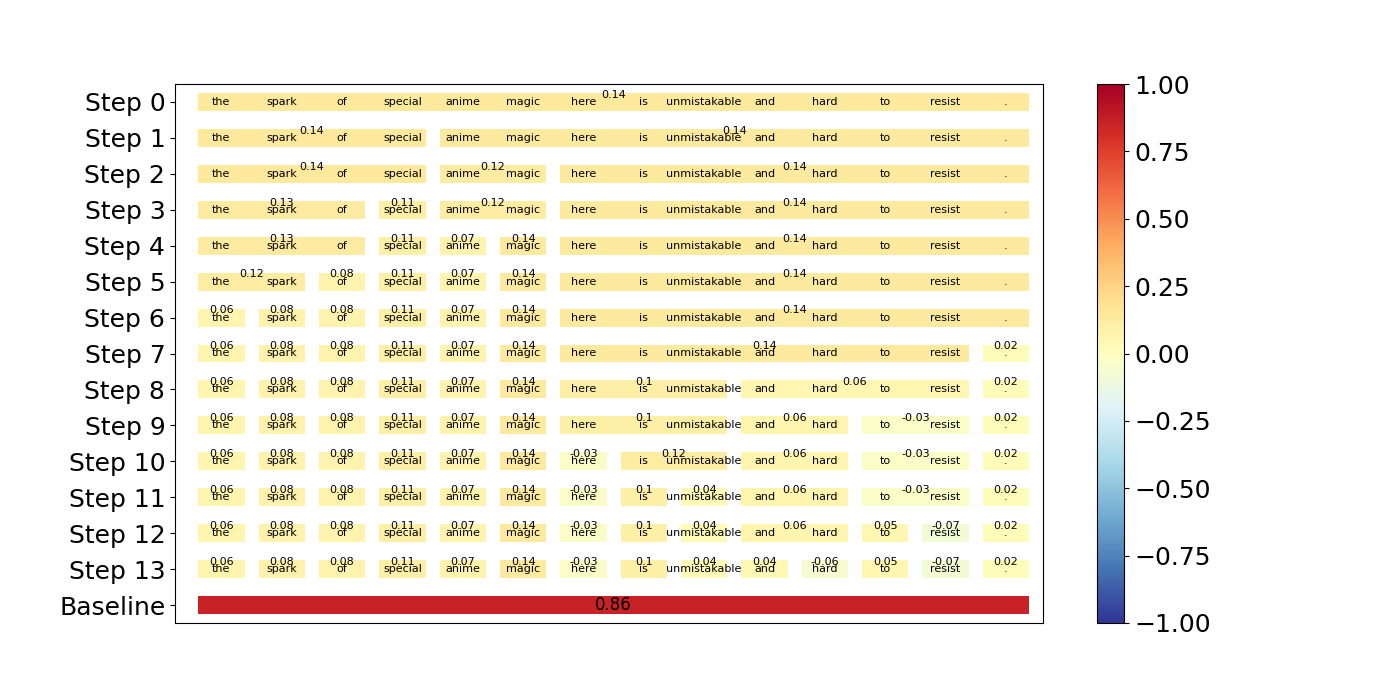 Step 0 the spark of special anime magic here 0.14 is unmistakable and hard to resist .
Step 1 the spark 0.14 of special anime magic here is unmistakable 0.14 and hard to resist .
Step 2 the spark 0.14 of special anime 0.12 magic here is unmistakable and 0.14 hard to resist .
Step 3 the spark 0.13 of special 0.11 anime 0.12 magic here is unmistakable and 0.14 hard to resist .
Step 4 the spark 0.13 of special 0.11 anime 0.07 magic 0.14 here is unmistakable and 0.14 hard to resist .
Step 5 the 0.12 spark of 0.08 special 0.11 anime 0.07 magic 0.14 here is unmistakable and 0.14 hard to resist .
Step 6 the 0.06 spark 0.08 of 0.08 special 0.11 anime 0.07 magic 0.14 here is unmistakable and 0.14 hard to resist .
Step 7 the 0.06 spark 0.08 of 0.08 special 0.11 anime 0.07 magic 0.14 here is unmistakable and 0.14 hard to resist . 0.02
Step 8 the 0.06 spark 0.08 of 0.08 special 0.11 anime 0.07 magic 0.14 here is 0.1 unmistakable and hard 0.06 to resist . 0.02
Step 9 the 0.06 spark 0.08 of 0.08 special 0.11 anime 0.07 magic 0.14 here is 0.1 unmistakable and 0.06 hard to -0.03 resist . 0.02
Step 10 the 0.06 spark 0.08 of 0.08 special 0.11 anime 0.07 magic 0.14 here -0.03 is 0.12 unmistakable and 0.06 hard to -0.03 resist . 0.02
Step 11 the 0.06 spark 0.08 of 0.08 special 0.11 anime 0.07 magic 0.14 here -0.03 is 0.1 unmistakable 0.04 and 0.06 hard to -0.03 resist . 0.02
Step 12 the 0.06 spark 0.08 of 0.08 special 0.11 anime 0.07 magic 0.14 here -0.03 is 0.1 unmistakable 0.04 and 0.06 hard to 0.05 resist -0.07 . 0.02
Step 13 the 0.06 spark 0.08 of 0.08 special 0.11 anime 0.07 magic 0.14 here -0.03 is 0.1 unmistakable 0.04 and 0.04 hard -0.06 to 0.05 resist -0.07 . 0.02
Baseline 0.86
1.00
0.75
0.50
0.25
0.00
−0.25
−0.50
−0.75
−1.00